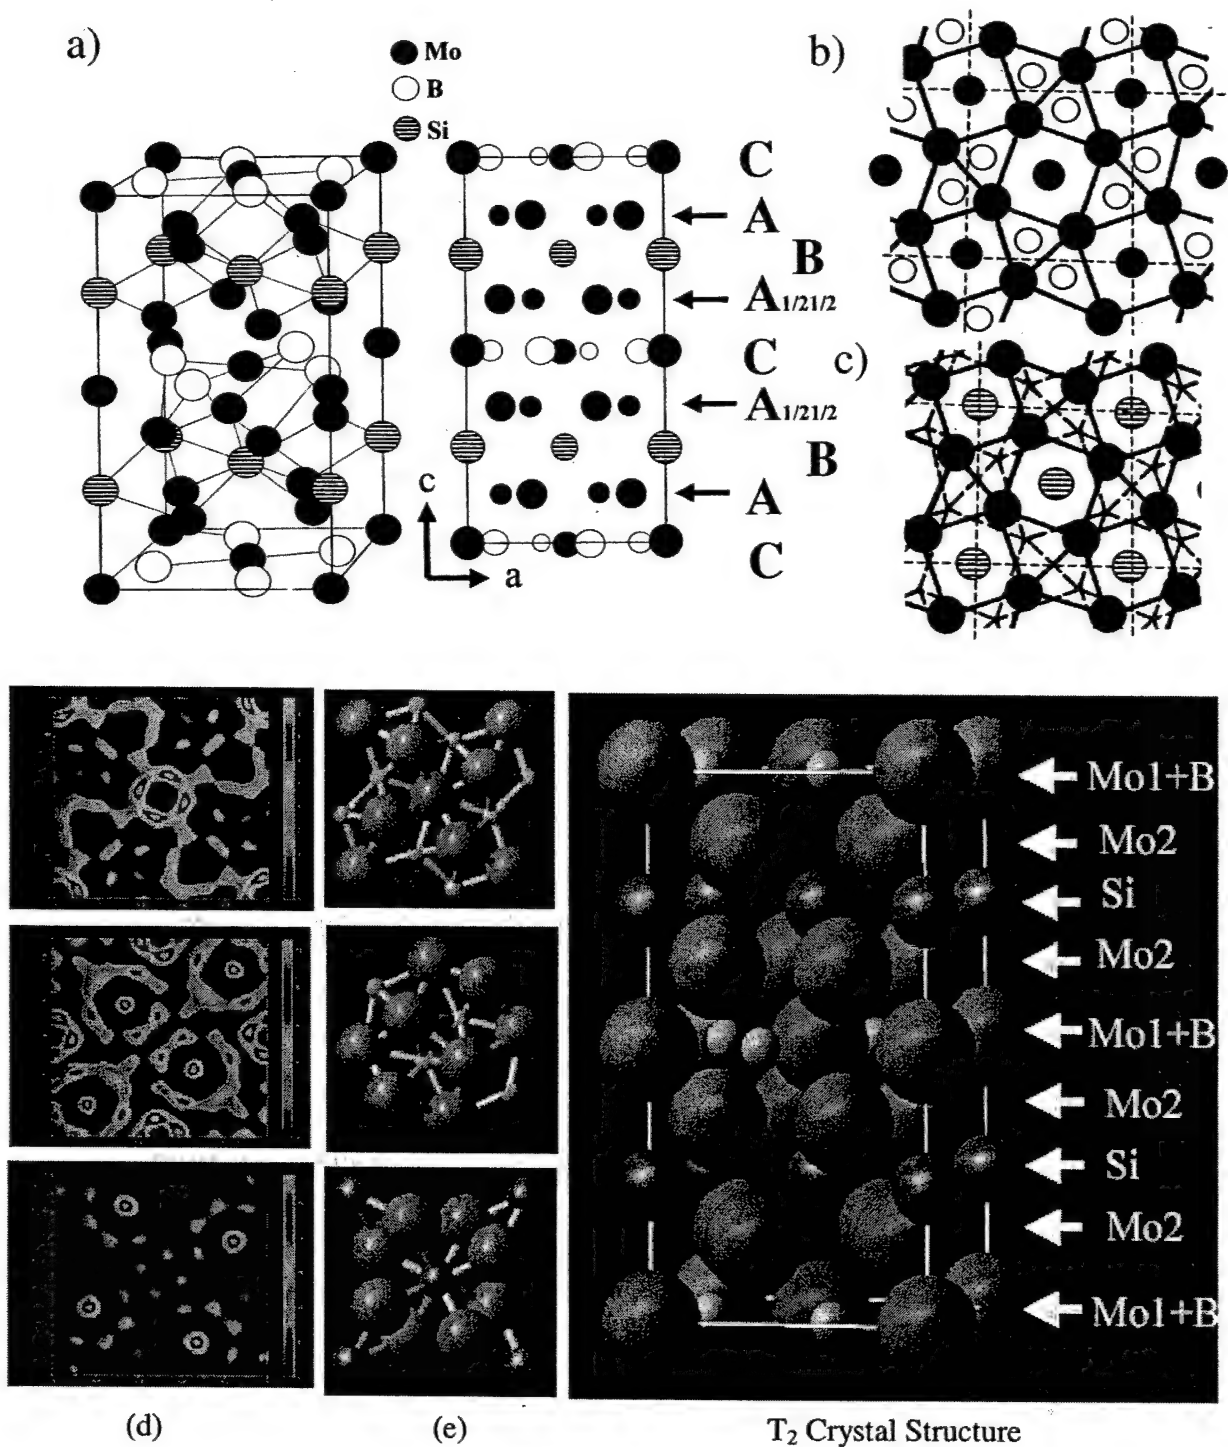 a)
Mo
B
Si
C
A
B
A1/21/2
C
A1/21/2
B
A
C
c
a
b)
c)
Mo1+B
Mo2
Si
Mo2
Mo1+B
Mo2
Si
Mo2
Mo1+B
(d)
(e)
T2 Crystal Structure